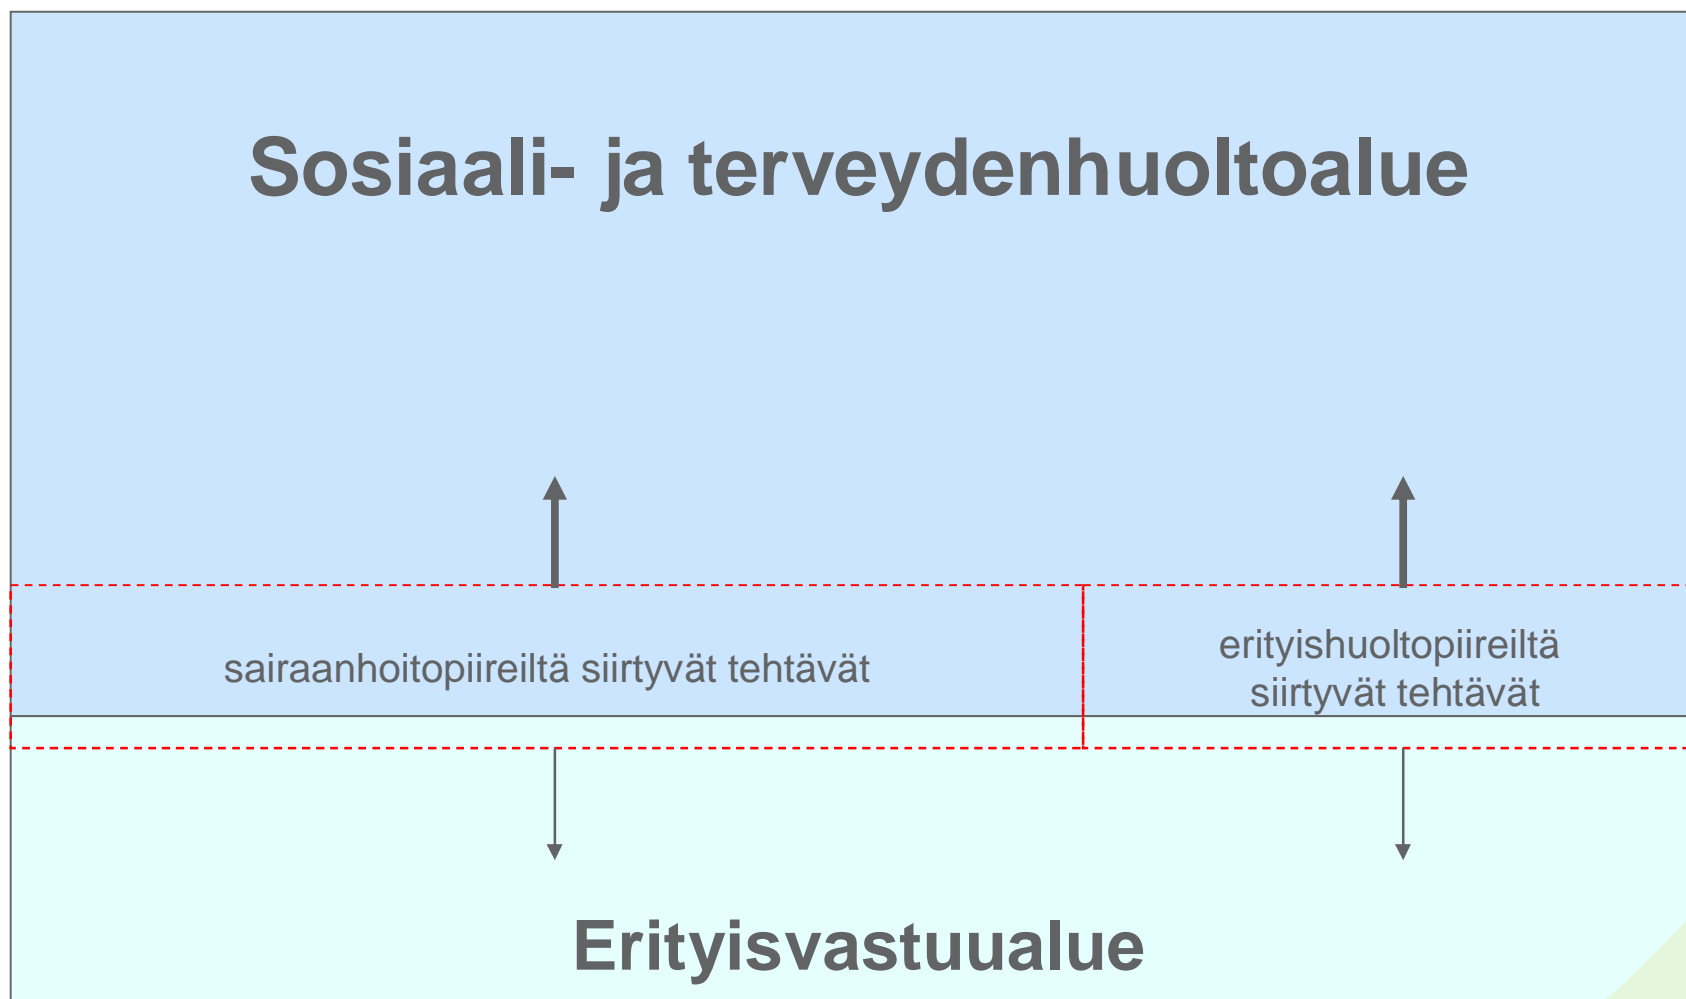 Sosiaali- ja terveydenhuoltoalue
sairaanhoitopiireiltä siirtyvät tehtävät
erityishuoltopiireiltä
siirtyvät tehtävät
Erityisvastuualue